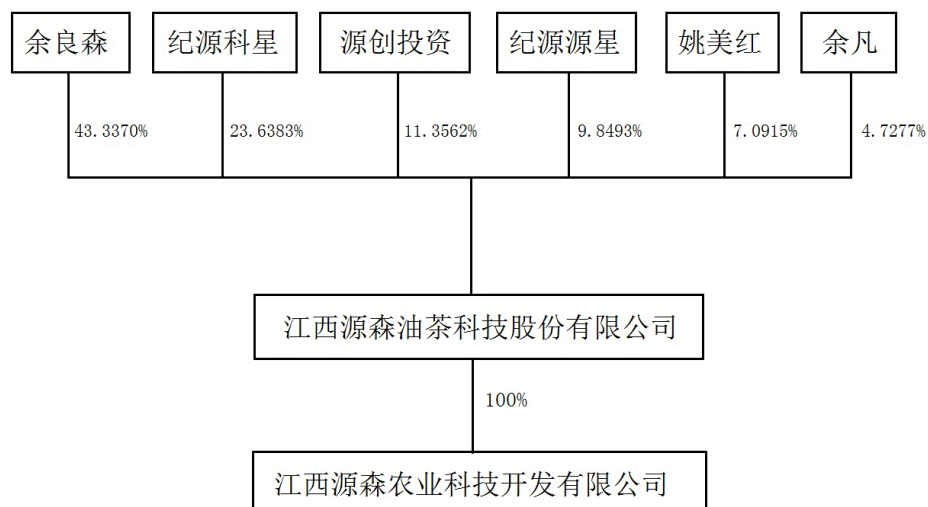 余良森 纪源科星 源创投资 纪源源星 姚美红 余凡
43.3370% 23.6383% 11.3562% 9.8493% 7.0915% 4.7277%
江西源森油茶科技股份有限公司
100%
江西源森农业科技开发有限公司